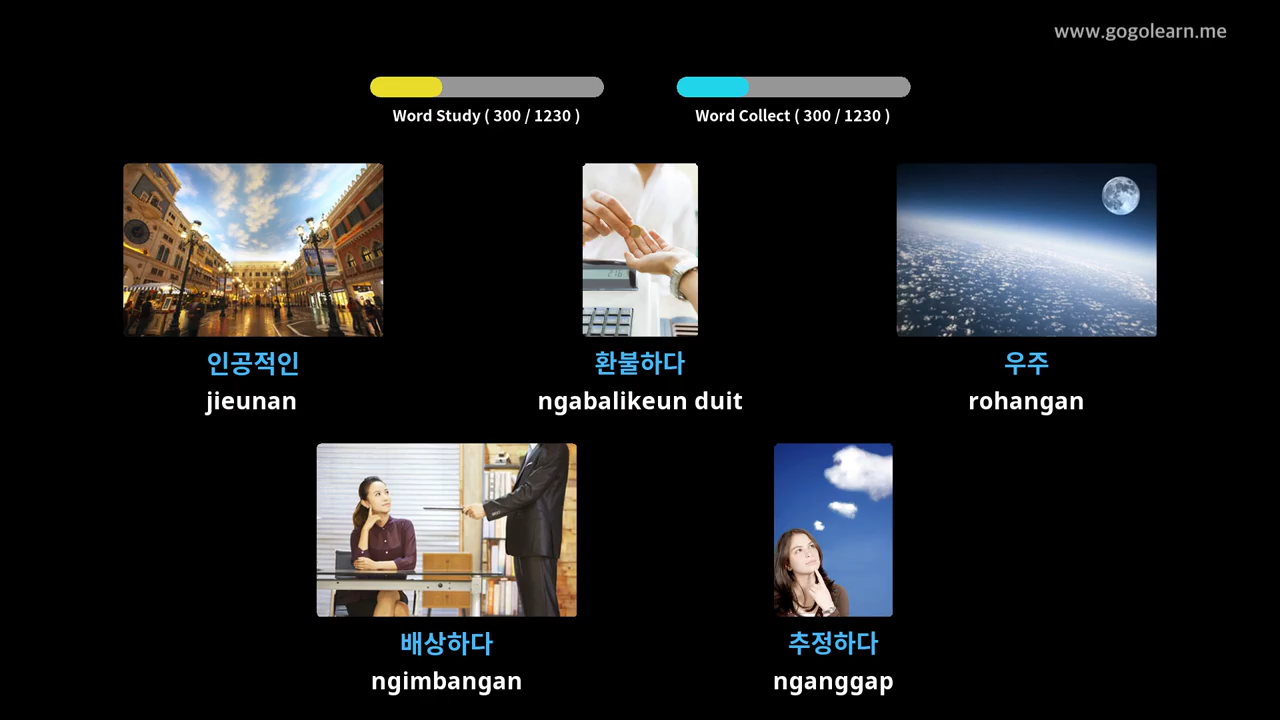 www.gogolearn.me
Word Study ( 300 / 1230 )
Word Collect ( 300 / 1230 )
인공적인
jieunan
환불하다
ngabalikeun duit
우주
rohangan
배상하다
ngimbangan
추정하다
nganggap